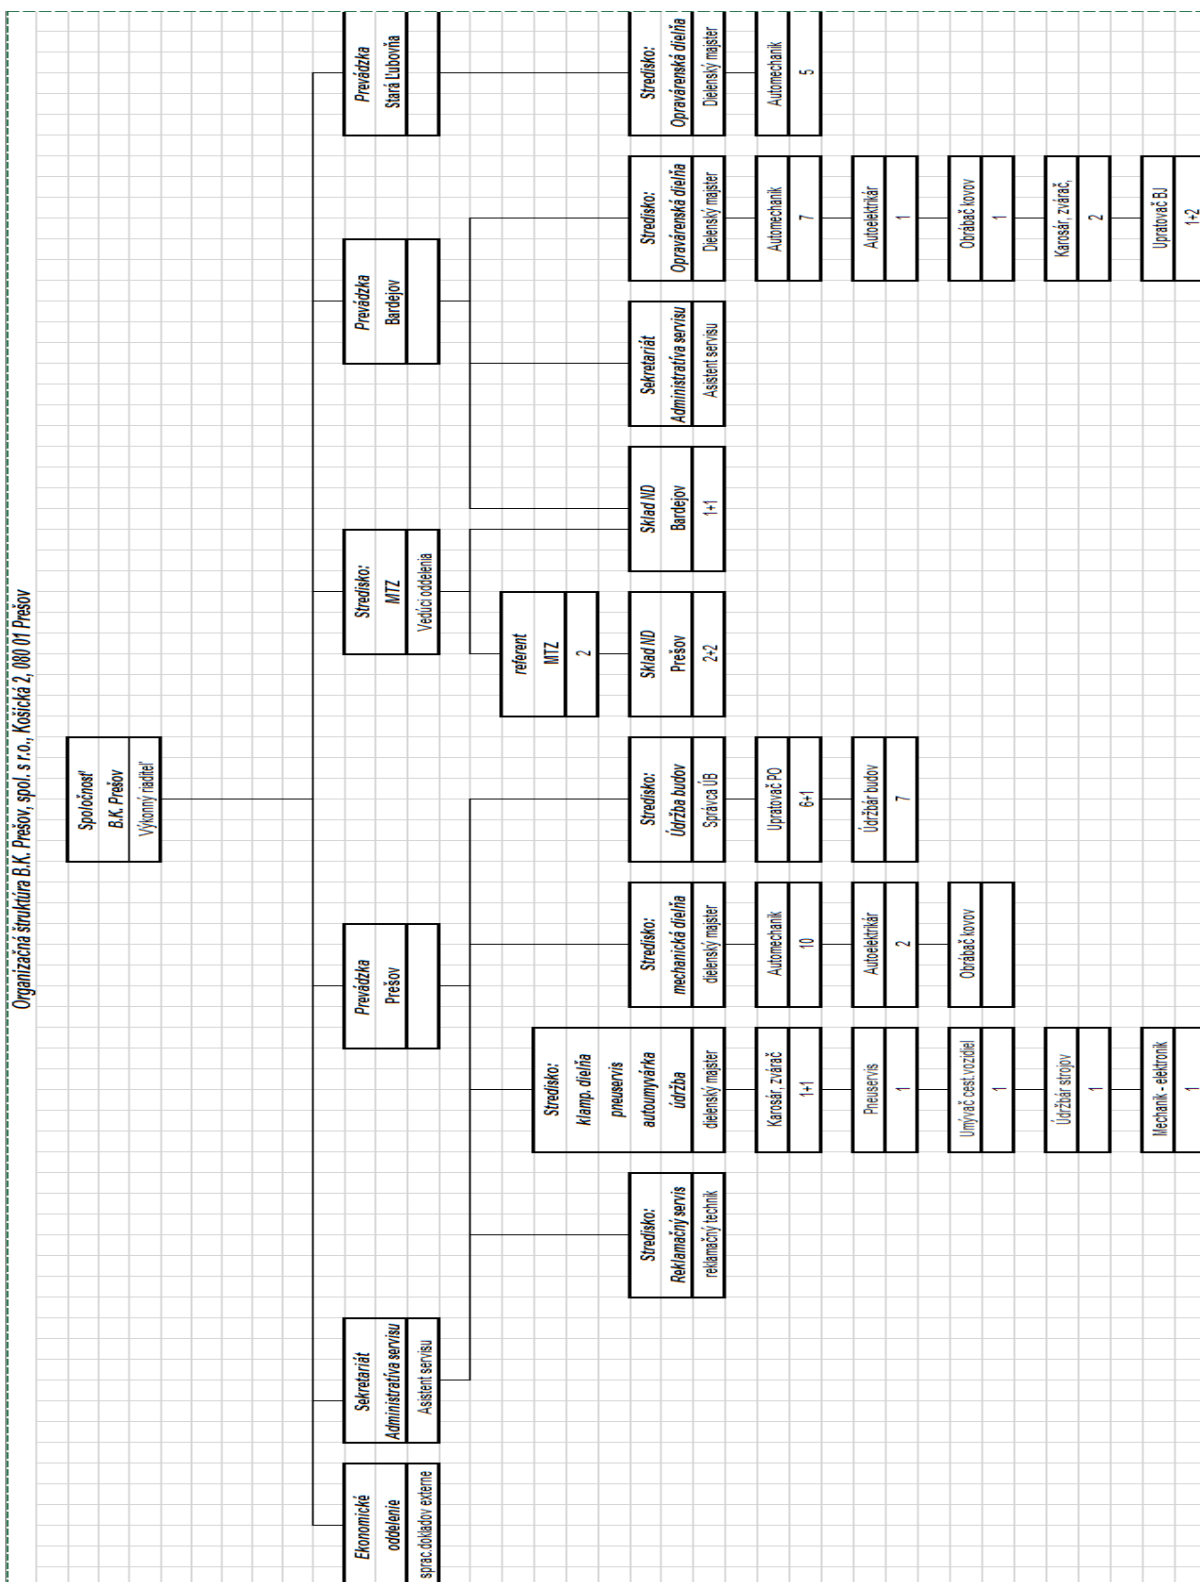 Organizačná štruktúra B.K. Prešov, spol. s r.o., Košická 2, 080 01 Prešov
Spoločnosť
B.K. Prešov
Výkonný riaditeľ
Ekonomické
oddelenie
sprac.dokladov externe
Sekretariát
Administratíva servisu
Asistent servisu
Prevádzka
Prešov
Stredisko:
MTZ
Vedúci oddelenia
Prevádzka
Bardejov
Prevádzka
Stará Ľubovňa
referent
MTZ
2
Stredisko:
Reklamačný servis
reklamačný technik
Stredisko:
klamp. dielňa
pneuservis
autoumyvárka
údržba
dielenský majster
Stredisko:
mechanická dielňa
dielenský majster
Stredisko:
Údržba budov
Správca ÚB
Sklad ND
Prešov
2+2
Sklad ND
Bardejov
1+1
Sekretariát
Administratíva servisu
Asistent servisu
Stredisko:
Opravárenská dielňa
Dielenský majster
Stredisko:
Opravárenská dielňa
Dielenský majster
Karosár, zvárač
1+1
Automechanik
10
Upratovač PO
6+1
Automechanik
7
Automechanik
5
Pneuservis
1
Autoelektrikár
2
Údržbár budov
7
Autoelektrikár
1
Umývač cest.vozidiel
1
Obrábač kovov
Obrábač kovov
1
Údržbár strojov
1
Karosár, zvárač,
2
Mechanik - elektronik
1
Upratovač BJ
1+2